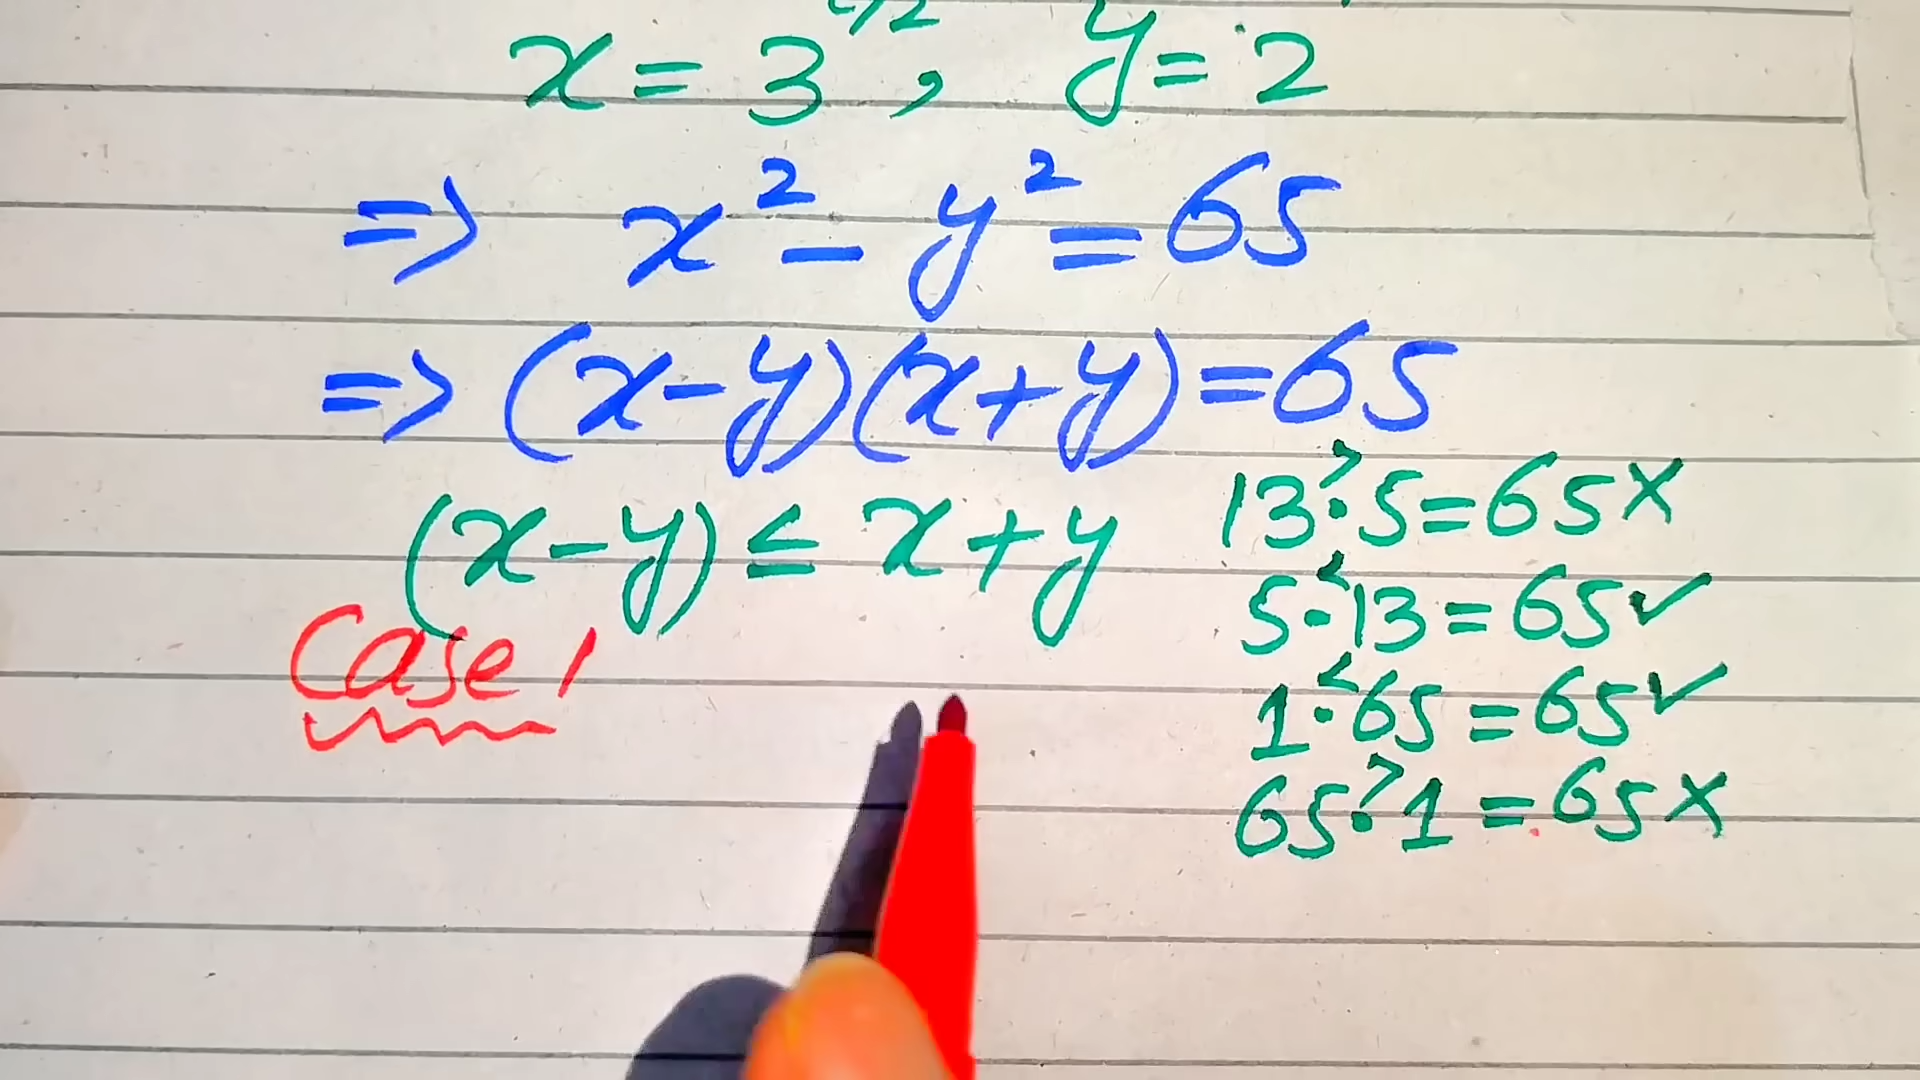 x = 3 , y = 2
=> x² - y² = 65
=> (x-y)(x+y)=65
(x-y) ≤ x+y
13 > · 5 = 65 ×
5 < · 13 = 65 ✓
1 < · 65 = 65 ✓
65 > · 1 = 65 ×
Case 1